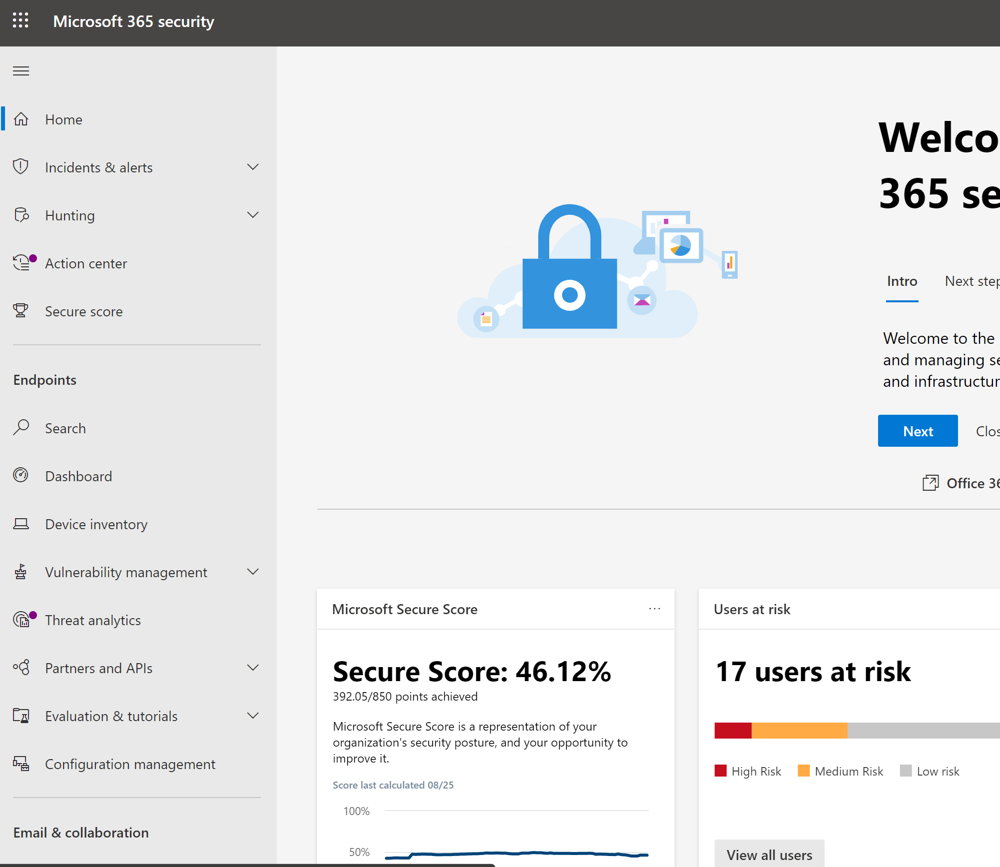 Microsoft 365 security
Home
Incidents & alerts
Hunting
Action center
Secure score
Endpoints
Search
Dashboard
Device inventory
Vulnerability management
Threat analytics
Partners and APIs
Evaluation & tutorials
Configuration management
Email & collaboration
Welco
365 se
Intro
Next step
Welcome to the
and managing se
and infrastructur
Next
Clos
Office 36
Microsoft Secure Score
...
Secure Score: 46.12%
392.05/850 points achieved
Microsoft Secure Score is a representation of your
organization's security posture, and your opportunity to
improve it.
Score last calculated 08/25
100%
50%
Users at risk
17 users at risk
High Risk
Medium Risk
Low risk
View all users